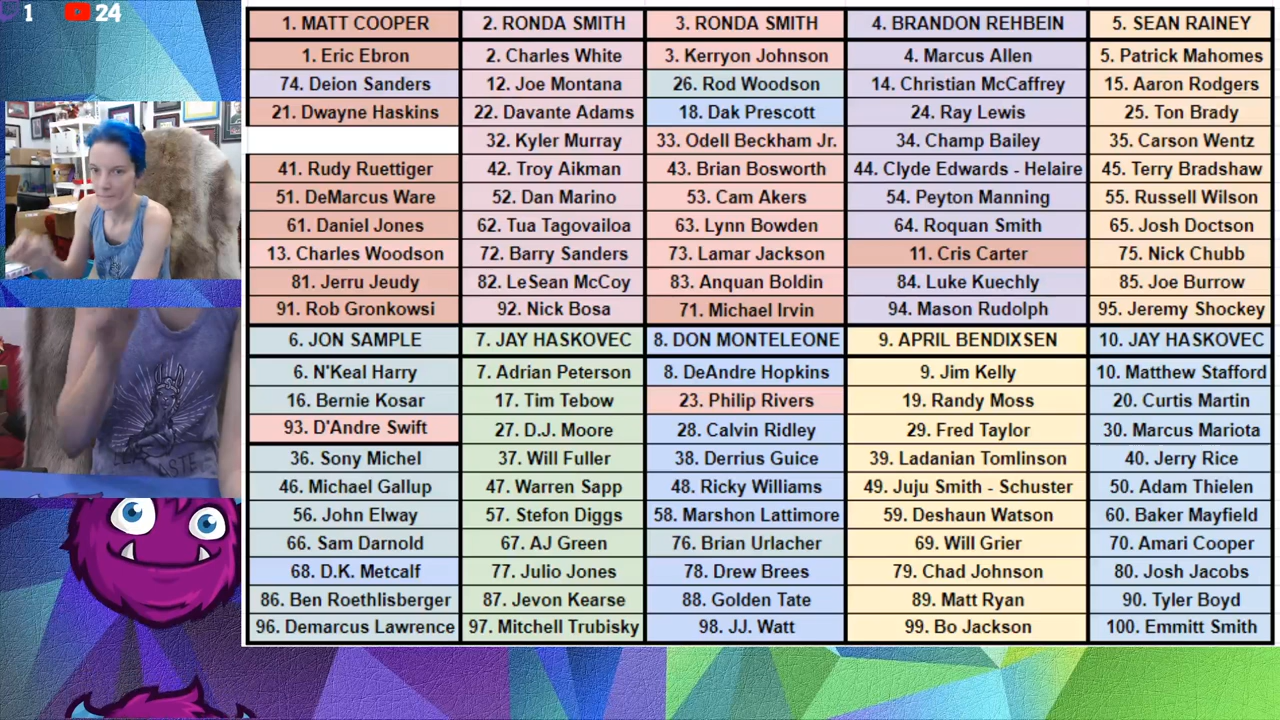 1
24
1. MATT COOPER 2. RONDA SMITH 3. RONDA SMITH 4. BRANDON REHBEIN 5. SEAN RAINEY
1. Eric Ebron 2. Charles White 3. Kerryon Johnson 4. Marcus Allen 5. Patrick Mahomes
74. Deion Sanders 12. Joe Montana 26. Rod Woodson 14. Christian McCaffrey 15. Aaron Rodgers
21. Dwayne Haskins 22. Davante Adams 18. Dak Prescott 24. Ray Lewis 25. Ton Brady
32. Kyler Murray 33. Odell Beckham Jr. 34. Champ Bailey 35. Carson Wentz
41. Rudy Ruettiger 42. Troy Aikman 43. Brian Bosworth 44. Clyde Edwards - Helaire 45. Terry Bradshaw
51. DeMarcus Ware 52. Dan Marino 53. Cam Akers 54. Peyton Manning 55. Russell Wilson
61. Daniel Jones 62. Tua Tagovailoa 63. Lynn Bowden 64. Roquan Smith 65. Josh Doctson
13. Charles Woodson 72. Barry Sanders 73. Lamar Jackson 11. Cris Carter 75. Nick Chubb
81. Jerru Jeudy 82. LeSean McCoy 83. Anquan Boldin 84. Luke Kuechly 85. Joe Burrow
91. Rob Gronkowsi 92. Nick Bosa 71. Michael Irvin 94. Mason Rudolph 95. Jeremy Shockey
6. JON SAMPLE 7. JAY HASKOVEC 8. DON MONTELEONE 9. APRIL BENDIXSEN 10. JAY HASKOVEC
6. N'Keal Harry 7. Adrian Peterson 8. DeAndre Hopkins 9. Jim Kelly 10. Matthew Stafford
16. Bernie Kosar 17. Tim Tebow 23. Philip Rivers 19. Randy Moss 20. Curtis Martin
93. D'Andre Swift 27. D.J. Moore 28. Calvin Ridley 29. Fred Taylor 30. Marcus Mariota
36. Sony Michel 37. Will Fuller 38. Derrius Guice 39. Ladanian Tomlinson 40. Jerry Rice
46. Michael Gallup 47. Warren Sapp 48. Ricky Williams 49. Juju Smith - Schuster 50. Adam Thielen
56. John Elway 57. Stefon Diggs 58. Marshon Lattimore 59. Deshaun Watson 60. Baker Mayfield
66. Sam Darnold 67. AJ Green 76. Brian Urlacher 69. Will Grier 70. Amari Cooper
68. D.K. Metcalf 77. Julio Jones 78. Drew Brees 79. Chad Johnson 80. Josh Jacobs
86. Ben Roethlisberger 87. Jevon Kearse 88. Golden Tate 89. Matt Ryan 90. Tyler Boyd
96. Demarcus Lawrence 97. Mitchell Trubisky 98. JJ. Watt 99. Bo Jackson 100. Emmitt Smith